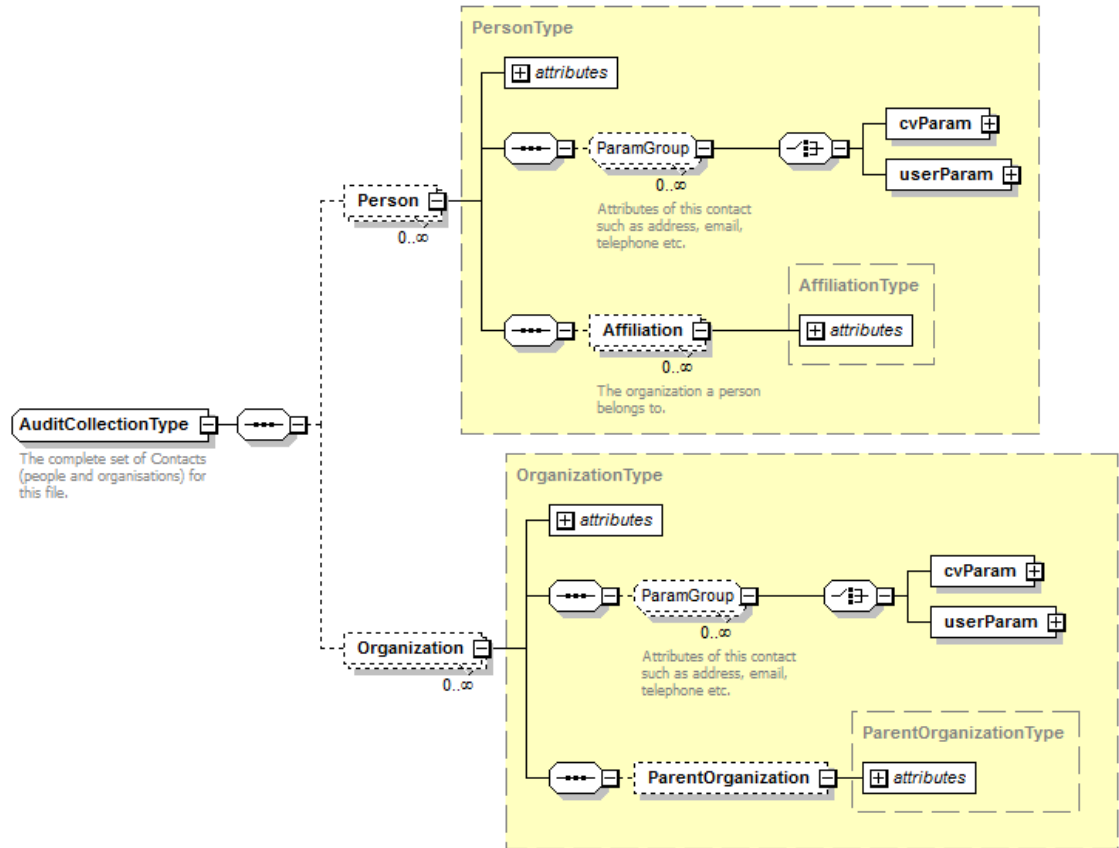 PersonType
attributes
ParamGroup
0..∞
Attributes of this contact
such as address, email,
telephone etc.
cvParam
userParam
Person
0..∞
AffiliationType
Affiliation
attributes
0..∞
The organization a person
belongs to.
AuditCollectionType
The complete set of Contacts
(people and organisations) for
this file.
OrganizationType
attributes
ParamGroup
0..∞
Attributes of this contact
such as address, email,
telephone etc.
cvParam
userParam
Organization
0..∞
ParentOrganizationType
ParentOrganization
attributes